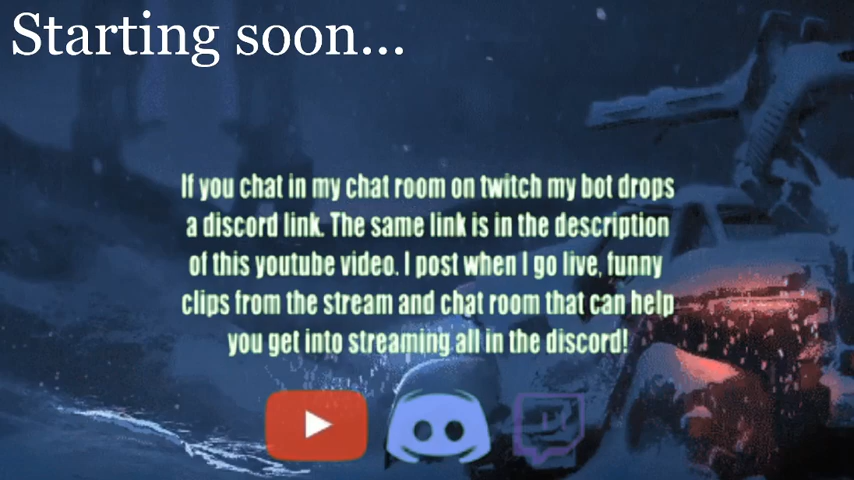 Starting soon...
If you chat in my chat room on twitch my bot drops
a discord link. The same link is in the description
of this youtube video. I post when I go live, funny
clips from the stream and chat room that can help
you get into streaming all in the discord!